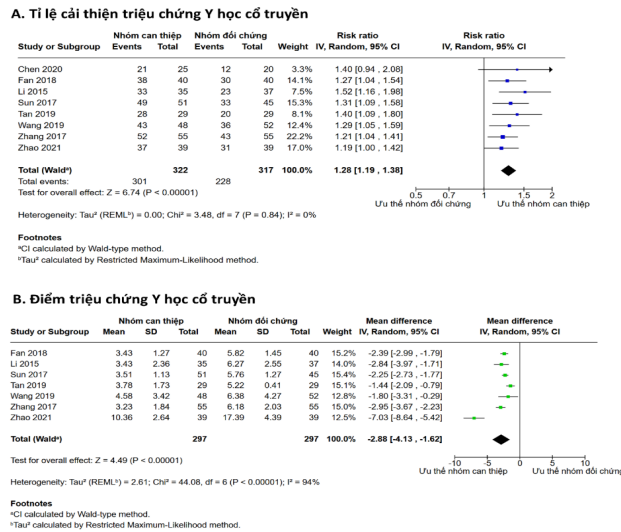 A. Tỉ lệ cải thiện triệu chứng Y học cổ truyền
Nhóm can thiệp Nhóm đối chứng Risk ratio Risk ratio
Study or Subgroup Events Total Events Total Weight IV, Random, 95% CI IV, Random, 95% CI
Chen 2020 21 25 12 20 3.3% 1.40 [0.94 , 2.08]
Fan 2018 38 40 30 40 14.1% 1.27 [1.04 , 1.54]
Li 2015 33 35 23 37 7.7% 1.52 [1.16 , 1.98]
Sun 2017 49 51 33 45 15.5% 1.31 [1.09 , 1.58]
Tan 2019 28 29 20 29 8.1% 1.40 [1.09 , 1.80]
Wang 2019 43 48 36 52 12.1% 1.29 [1.05 , 1.59]
Zhang 2017 52 55 43 55 22.2% 1.21 [1.04 , 1.41]
Zhao 2021 37 39 31 39 17.0% 1.19 [1.00 , 1.42]
Total (Waldᵃ) 322 317 100.0% 1.28 [1.19 , 1.38]
Total events: 301 228
Test for overall effect: Z = 6.74 (P < 0.00001)
0.5 0.7 1 1.5 2
Ưu thế nhóm đối chứng Ưu thế nhóm can thiệp
Heterogeneity: Tau² (REMLᵇ) = 0.00; Chi² = 3.48, df = 7 (P = 0.84); I² = 0%
Footnotes
ᵃCI calculated by Wald-type method.
ᵇTau² calculated by Restricted Maximum-Likelihood method.
B. Điểm triệu chứng Y học cổ truyền
Nhóm can thiệp Nhóm đối chứng Mean difference Mean difference
Study or Subgroup Mean SD Total Mean SD Total Weight IV, Random, 95% CI IV, Random, 95% CI
Fan 2018 3.43 1.27 40 5.82 1.45 40 15.2% -2.39 [-2.99 , -1.79]
Li 2015 3.43 2.36 35 6.27 2.55 37 14.2% -2.84 [-3.97 , -1.71]
Sun 2017 3.51 1.13 51 5.76 1.27 45 15.4% -2.25 [-2.73 , -1.77]
Tan 2019 3.78 1.73 29 5.22 0.41 29 15.1% -1.44 [-2.09 , -0.79]
Wang 2019 4.58 3.42 48 6.38 4.27 52 13.5% -1.80 [-3.31 , -0.29]
Zhang 2017 3.23 1.84 55 6.18 2.03 55 15.0% -2.95 [-3.67 , -2.23]
Zhao 2021 10.36 2.64 39 17.39 4.39 39 13.2% -7.03 [-8.64 , -5.42]
Total (Waldᵃ) 297 297 100.0% -2.88 [-4.13 , -1.62]
Test for overall effect: Z = 4.49 (P < 0.00001)
-10 -5 0 5 10
Ưu thế nhóm can thiệp Ưu thế nhóm đối chứng
Heterogeneity: Tau² (REMLᵇ) = 2.61; Chi² = 44.08, df = 6 (P < 0.00001); I² = 94%
Footnotes
ᵃCI calculated by Wald-type method.
ᵇTau² calculated by Restricted Maximum-Likelihood method.